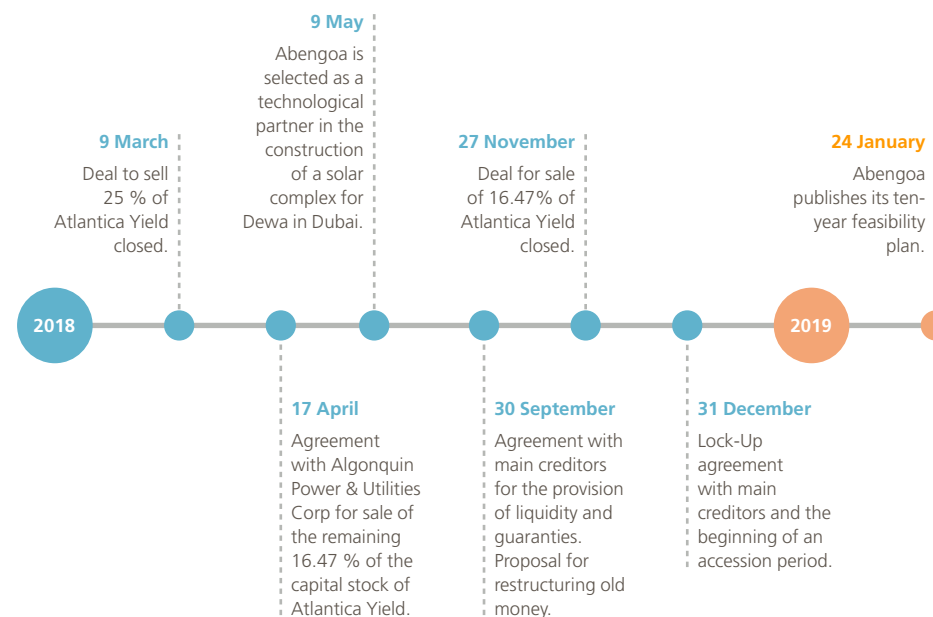 9 May
Abengoa is
selected as a
technological
partner in the
construction
of a solar
complex for
Dewa in Dubai.
9 March
Deal to sell
25 % of
Atlantica Yield
closed.
27 November
Deal for sale
of 16.47% of
Atlantica Yield
closed.
24 January
Abengoa
publishes its ten-
year feasibility
plan.
2018
2019
17 April
Agreement
with Algonquin
Power & Utilities
Corp for sale of
the remaining
16.47 % of the
capital stock of
Atlantica Yield.
30 September
Agreement with
main creditors
for the provision
of liquidity and
guaranties.
Proposal for
restructuring old
money.
31 December
Lock-Up
agreement
with main
creditors and the
beginning of an
accession period.